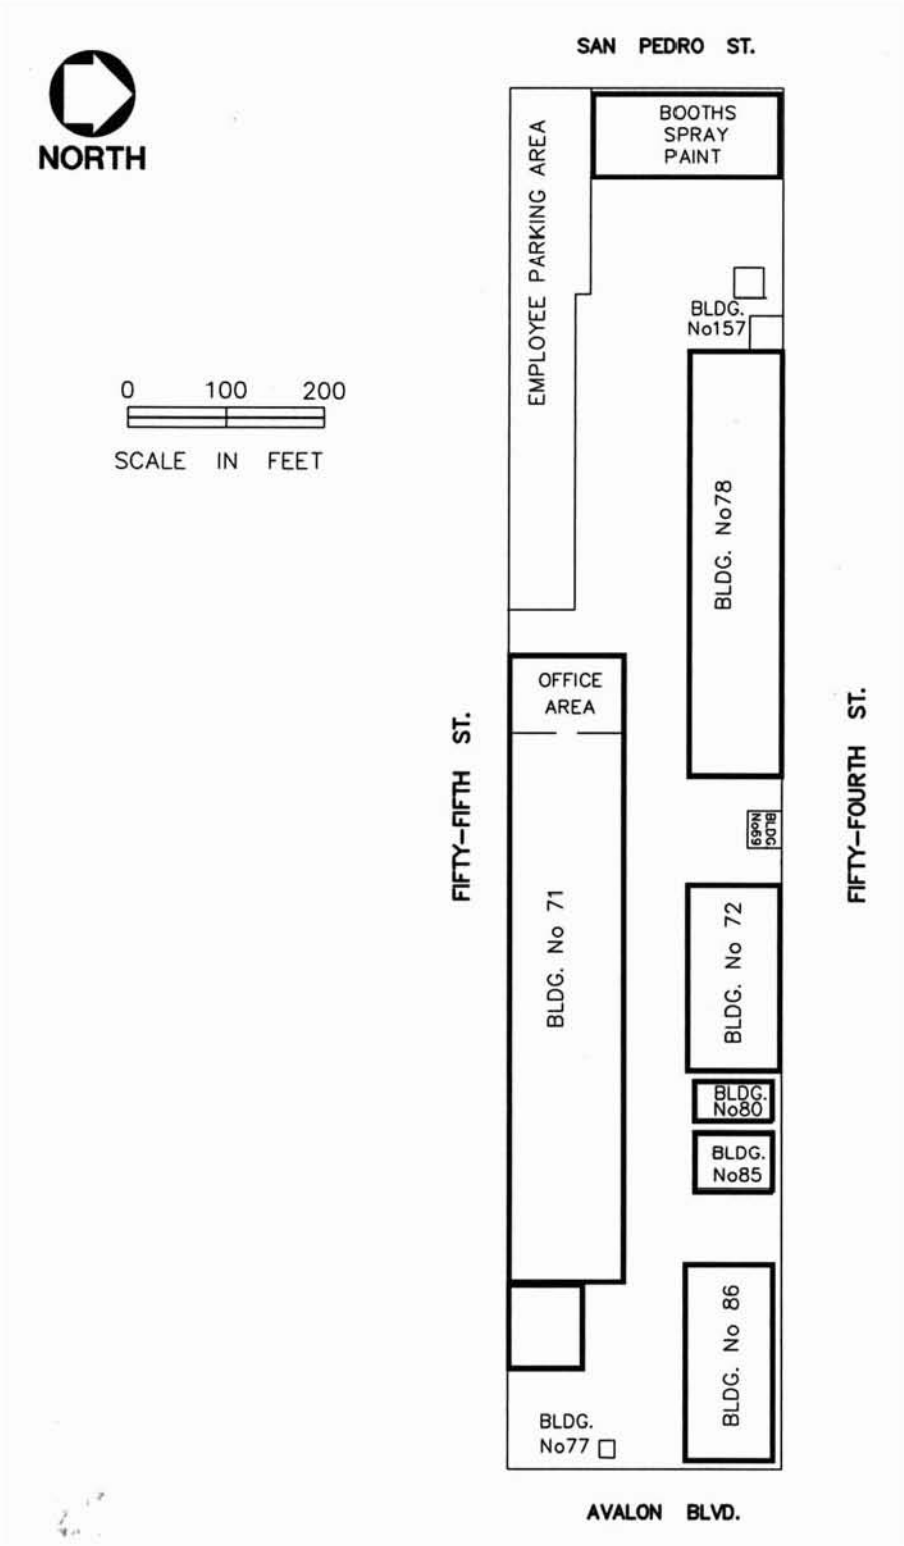 SAN PEDRO ST.
NORTH
BOOTHS
SPRAY
PAINT
EMPLOYEE PARKING AREA
BLDG.
No157
0 100 200
SCALE IN FEET
BLDG. No78
OFFICE
AREA
FIFTY-FIFTH ST.
FIFTY-FOURTH ST.
BLDG
No69
BLDG. No 71
BLDG. No 72
BLDG.
No80
BLDG.
No85
BLDG. No 86
BLDG.
No77
AVALON BLVD.